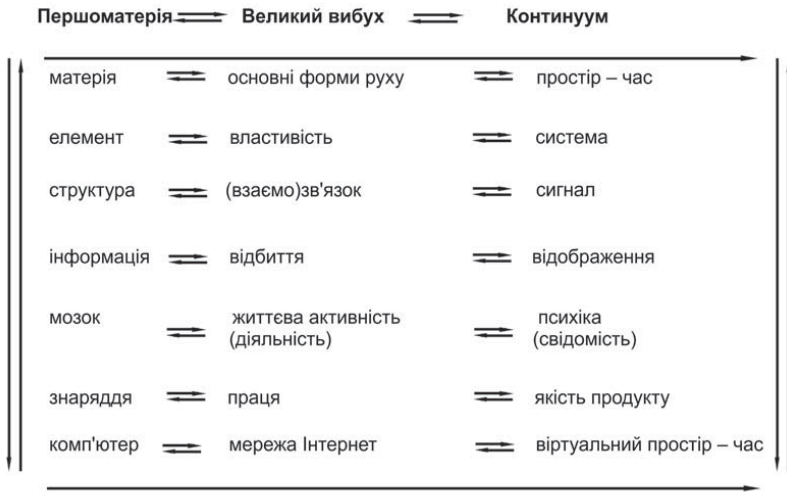 Першоматерія Великий вибух Континуум
матерія основні форми руху простір – час
елемент властивість система
структура (взаємо)зв'язок сигнал
інформація відбиття відображення
мозок життєва активність психіка
(діяльність) (свідомість)
знаряддя праця якість продукту
комп'ютер мережа Інтернет віртуальний простір – час